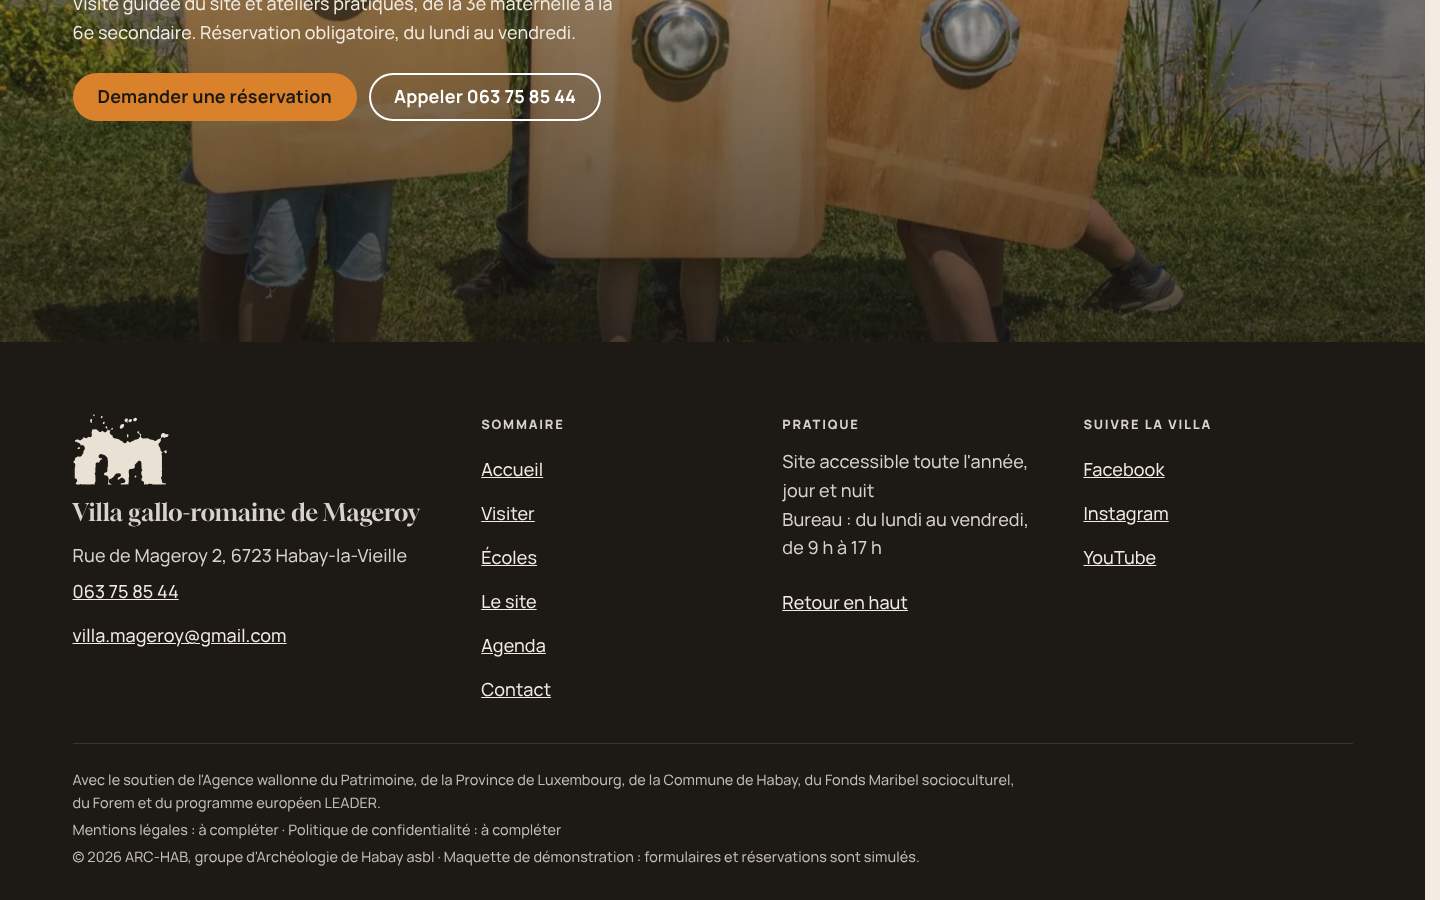 Visite guidée du site et ateliers pratiques, de la 3e maternelle à la
6e secondaire. Réservation obligatoire, du lundi au vendredi.
Demander une réservation
Appeler 063 75 85 44
Villa gallo-romaine de Mageroy
Rue de Mageroy 2, 6723 Habay-la-Vieille
063 75 85 44
villa.mageroy@gmail.com
SOMMAIRE
Accueil
Visiter
Écoles
Le site
Agenda
Contact
PRATIQUE
Site accessible toute l'année,
jour et nuit
Bureau : du lundi au vendredi,
de 9 h à 17 h
Retour en haut
SUIVRE LA VILLA
Facebook
Instagram
YouTube
Avec le soutien de l'Agence wallonne du Patrimoine, de la Province de Luxembourg, de la Commune de Habay, du Fonds Maribel socioculturel,
du Forem et du programme européen LEADER.
Mentions légales : à compléter · Politique de confidentialité : à compléter
© 2026 ARC-HAB, groupe d'Archéologie de Habay asbl · Maquette de démonstration : formulaires et réservations sont simulés.